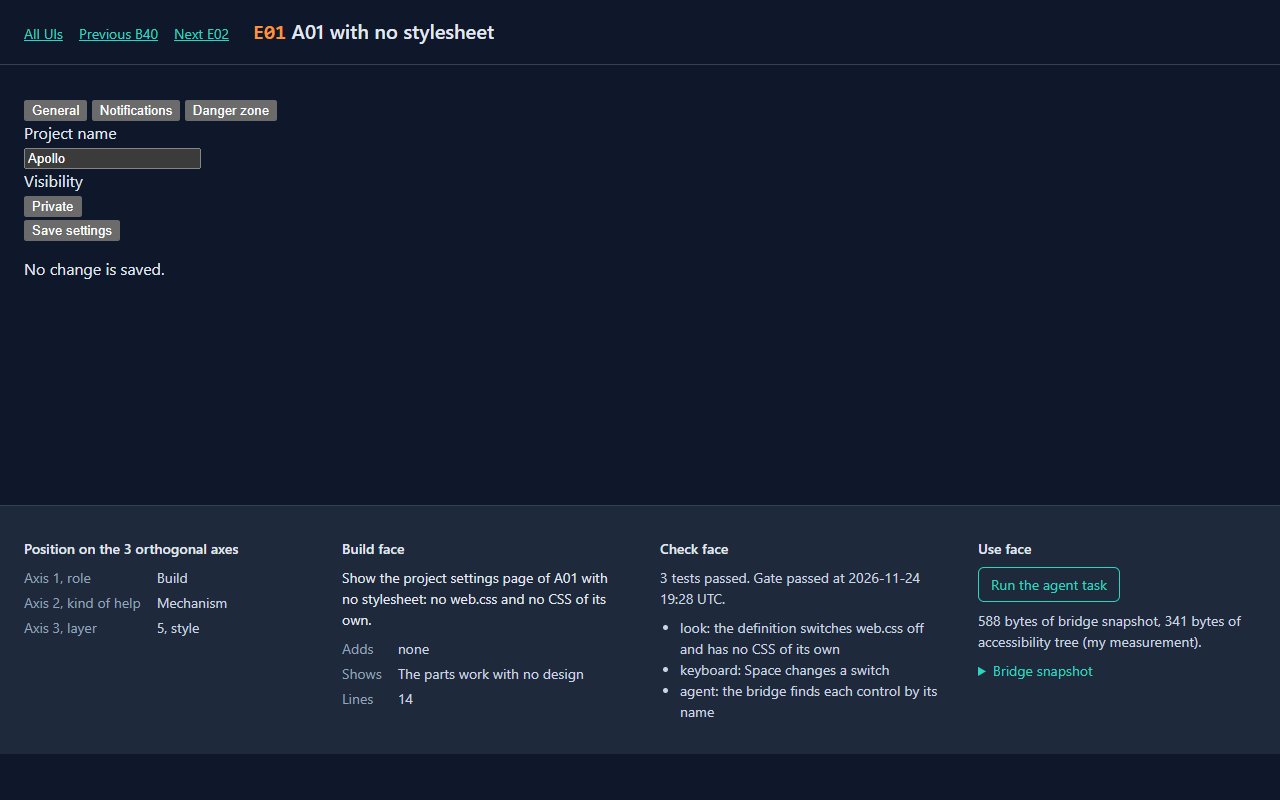 All UIs Previous B40 Next E02 E01 A01 with no stylesheet
General Notifications Danger zone
Project name
Apollo
Visibility
Private
Save settings
No change is saved.
Position on the 3 orthogonal axes
Axis 1, role Build
Axis 2, kind of help Mechanism
Axis 3, layer 5, style
Build face
Show the project settings page of A01 with
no stylesheet: no web.css and no CSS of its
own.
Adds none
Shows The parts work with no design
Lines 14
Check face
3 tests passed. Gate passed at 2026-11-24
19:28 UTC.
look: the definition switches web.css off
and has no CSS of its own
keyboard: Space changes a switch
agent: the bridge finds each control by its
name
Use face
Run the agent task
588 bytes of bridge snapshot, 341 bytes of
accessibility tree (my measurement).
Bridge snapshot